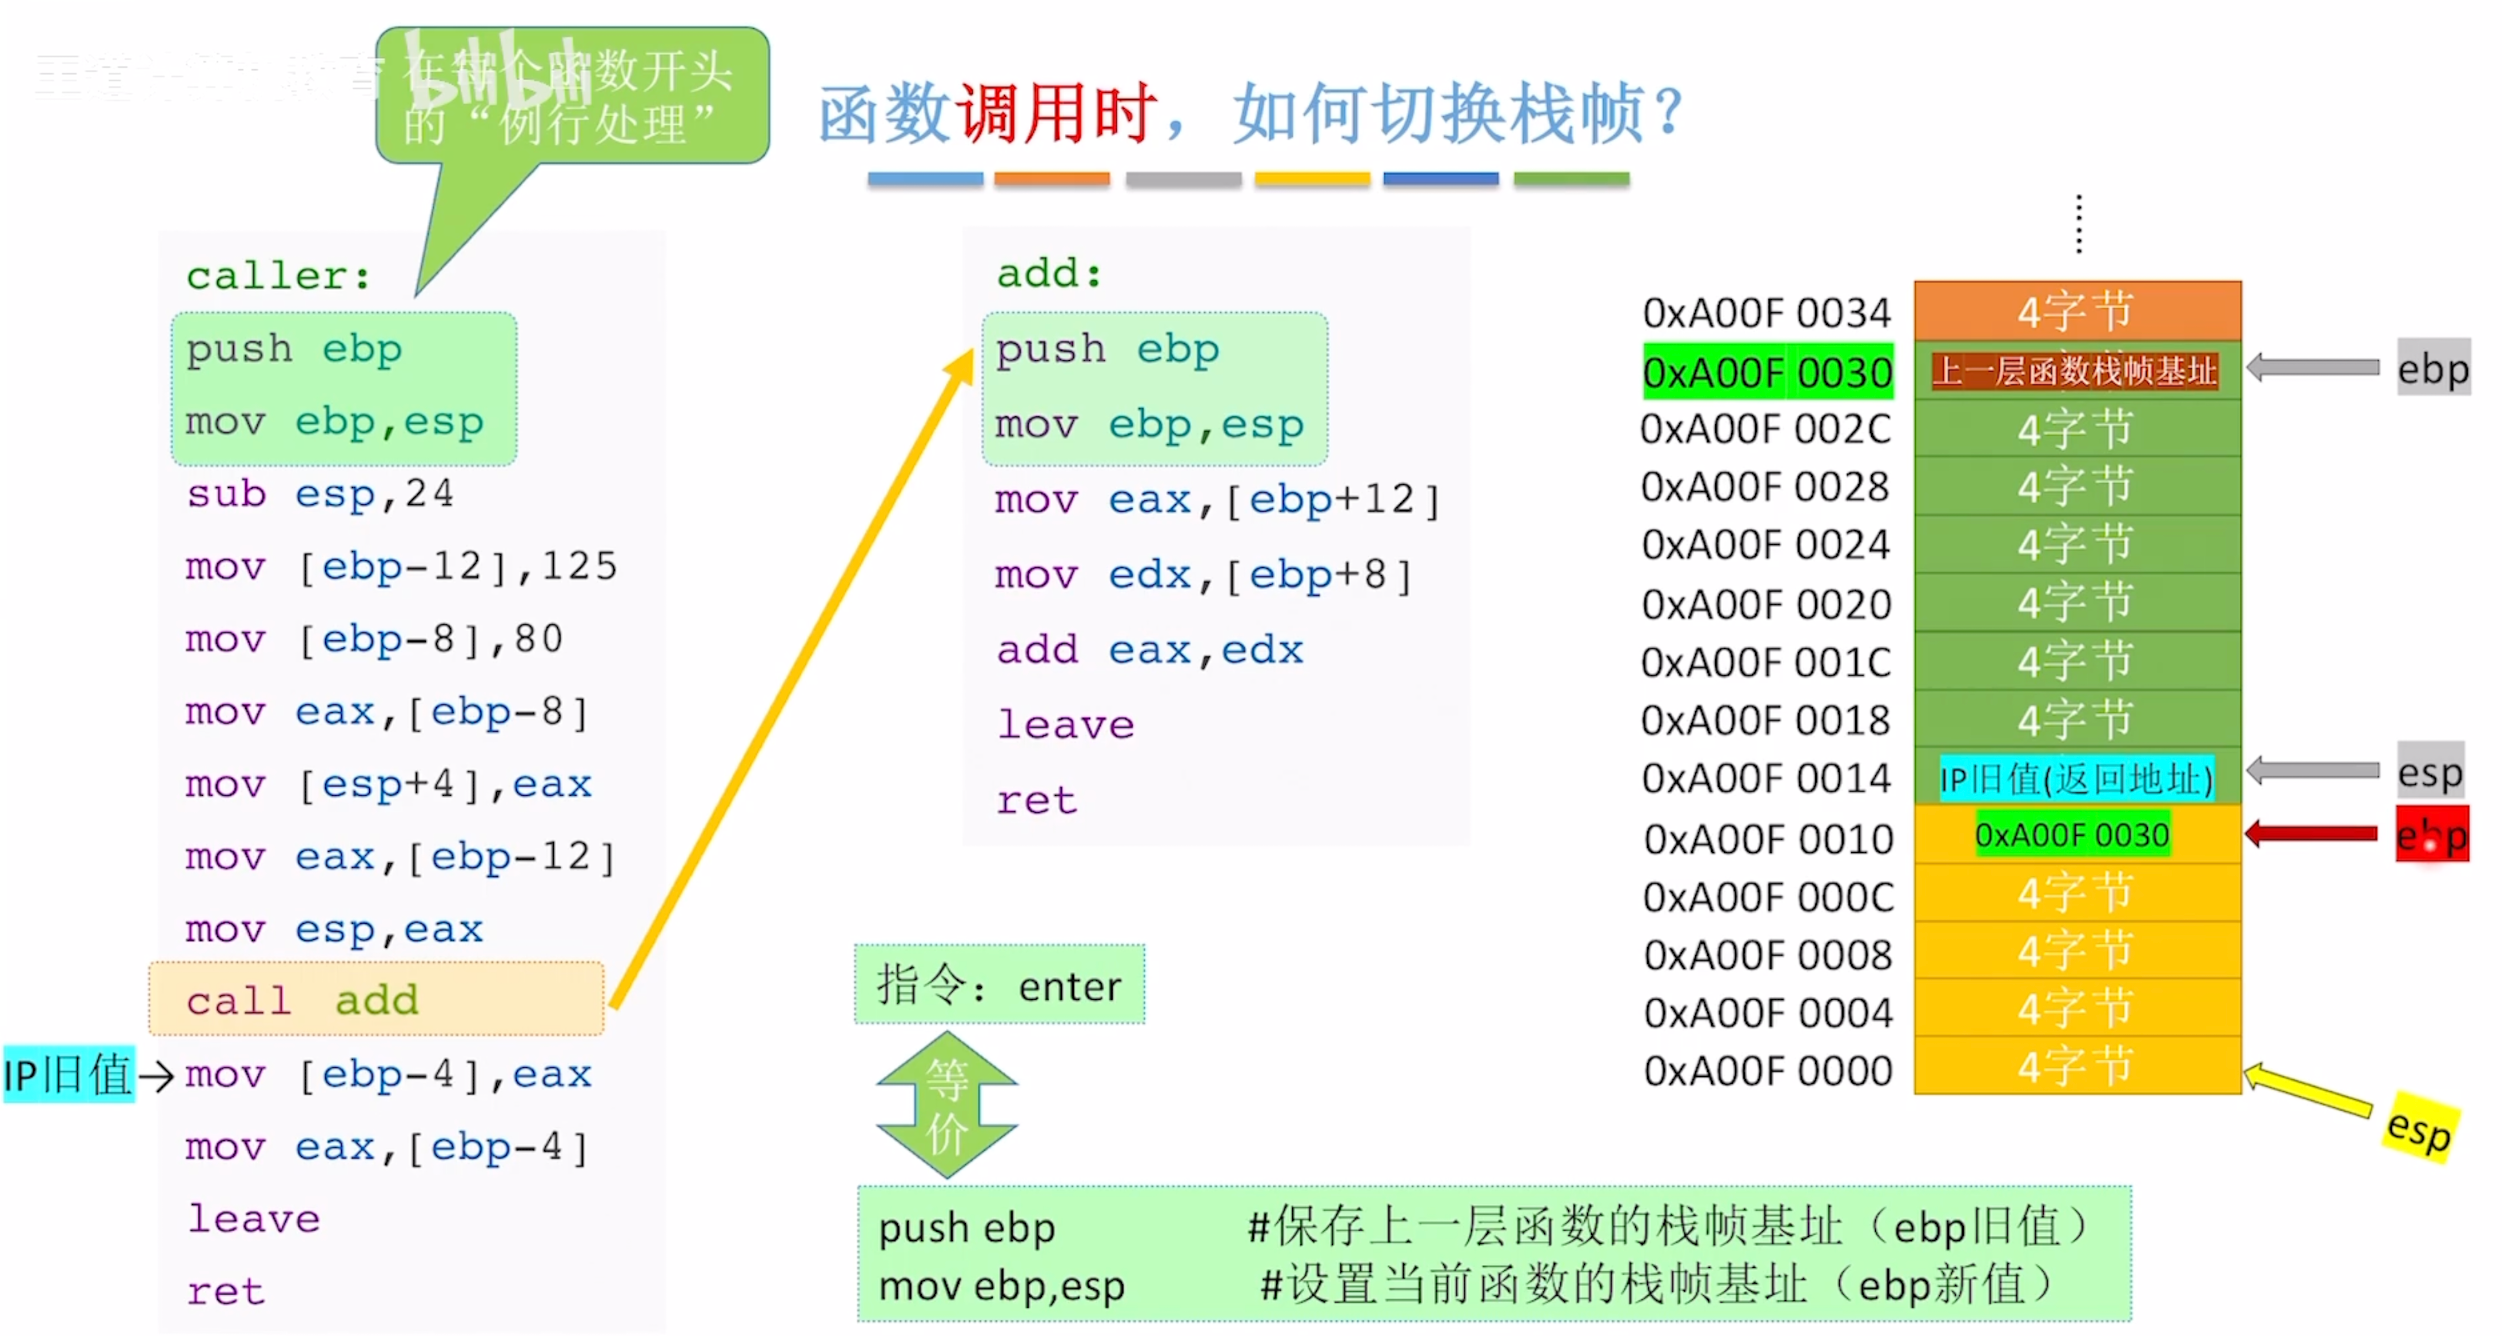 在每个函数开头
的“例行处理”
bilibili
函数调用时，如何切换栈帧？
caller:
push ebp
mov ebp,esp
sub esp,24
mov [ebp-12],125
mov [ebp-8],80
mov eax,[ebp-8]
mov [esp+4],eax
mov eax,[ebp-12]
mov esp,eax
call add
IP旧值→mov [ebp-4],eax
mov eax,[ebp-4]
leave
ret
add:
push ebp
mov ebp,esp
mov eax,[ebp+12]
mov edx,[ebp+8]
add eax,edx
leave
ret
指令：enter
等
价
push ebp #保存上一层函数的栈帧基址（ebp旧值）
mov ebp,esp #设置当前函数的栈帧基址（ebp新值）
0xA00F 0034 4字节
0xA00F 0030 上一层函数栈帧基址 ebp
0xA00F 002C 4字节
0xA00F 0028 4字节
0xA00F 0024 4字节
0xA00F 0020 4字节
0xA00F 001C 4字节
0xA00F 0018 4字节
0xA00F 0014 IP旧值(返回地址) esp
0xA00F 0010 0xA00F 0030 ebp
0xA00F 000C 4字节
0xA00F 0008 4字节
0xA00F 0004 4字节
0xA00F 0000 4字节
esp